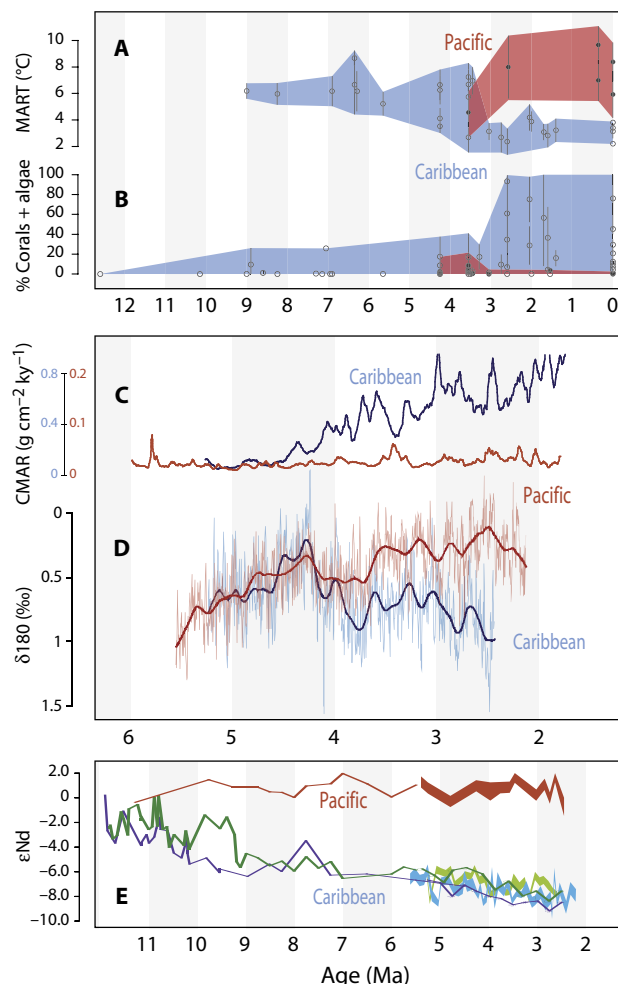 A
Pacific
MART (°C)
10
8
6
4
2
B
Caribbean
% Corals + algae
100
80
60
40
20
0
12 11 10 9 8 7 6 5 4 3 2 1 0
C
Caribbean
CMAR (g cm−2 ky−1)
0.8 0.2
0.4 0.1
0 0
Pacific
D
δ180 (‰)
0
0.5
1
1.5
Caribbean
6 5 4 3 2
εNd
2.0
0
−2.0
−4.0
−6.0
−8.0
−10.0
Pacific
E
Caribbean
11 10 9 8 7 6 5 4 3 2
Age (Ma)